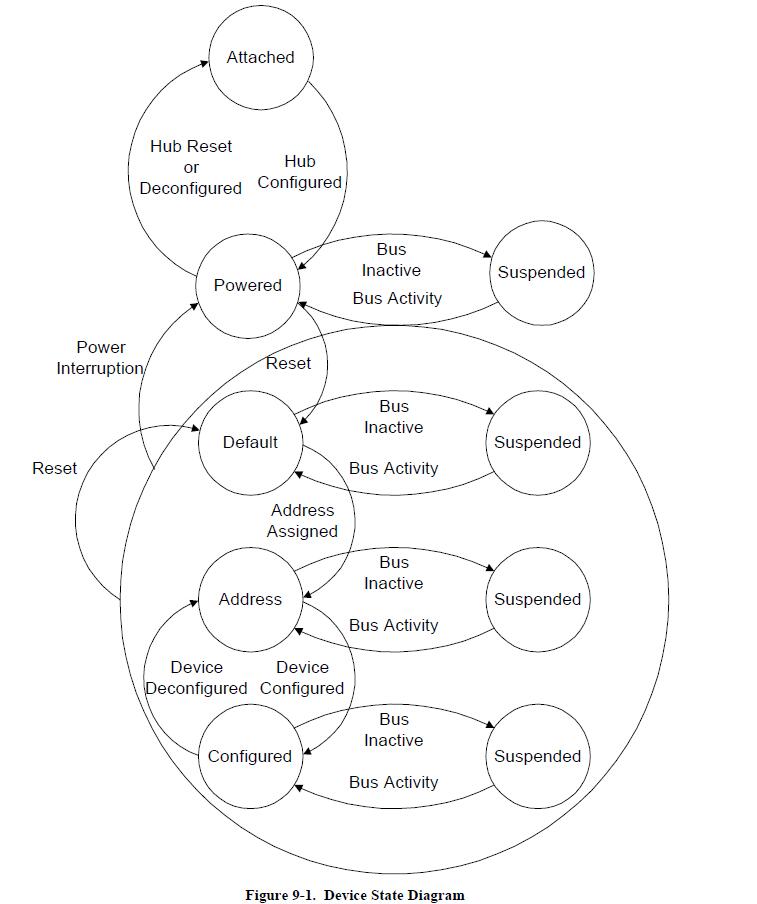 Attached
Hub Reset
or
Deconfigured
Hub
Configured
Powered
Bus
Inactive
Bus Activity
Suspended
Power
Interruption
Reset
Default
Bus
Inactive
Bus Activity
Suspended
Reset
Address
Assigned
Address
Bus
Inactive
Bus Activity
Suspended
Device
Deconfigured
Device
Configured
Configured
Bus
Inactive
Bus Activity
Suspended
Figure 9-1. Device State Diagram